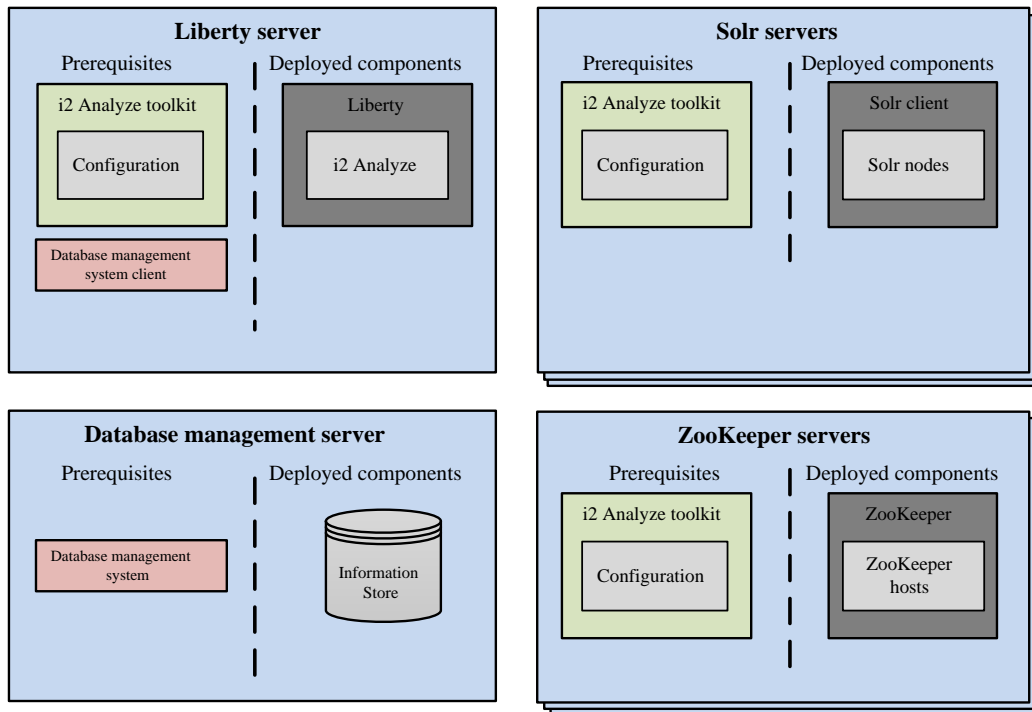 Liberty server
Prerequisites
Deployed components
i2 Analyze toolkit
Configuration
Liberty
i2 Analyze
Database management
system client
Solr servers
Prerequisites
Deployed components
i2 Analyze toolkit
Configuration
Solr client
Solr nodes
Database management server
Prerequisites
Deployed components
Database management
system
Information
Store
ZooKeeper servers
Prerequisites
Deployed components
i2 Analyze toolkit
Configuration
ZooKeeper
ZooKeeper
hosts